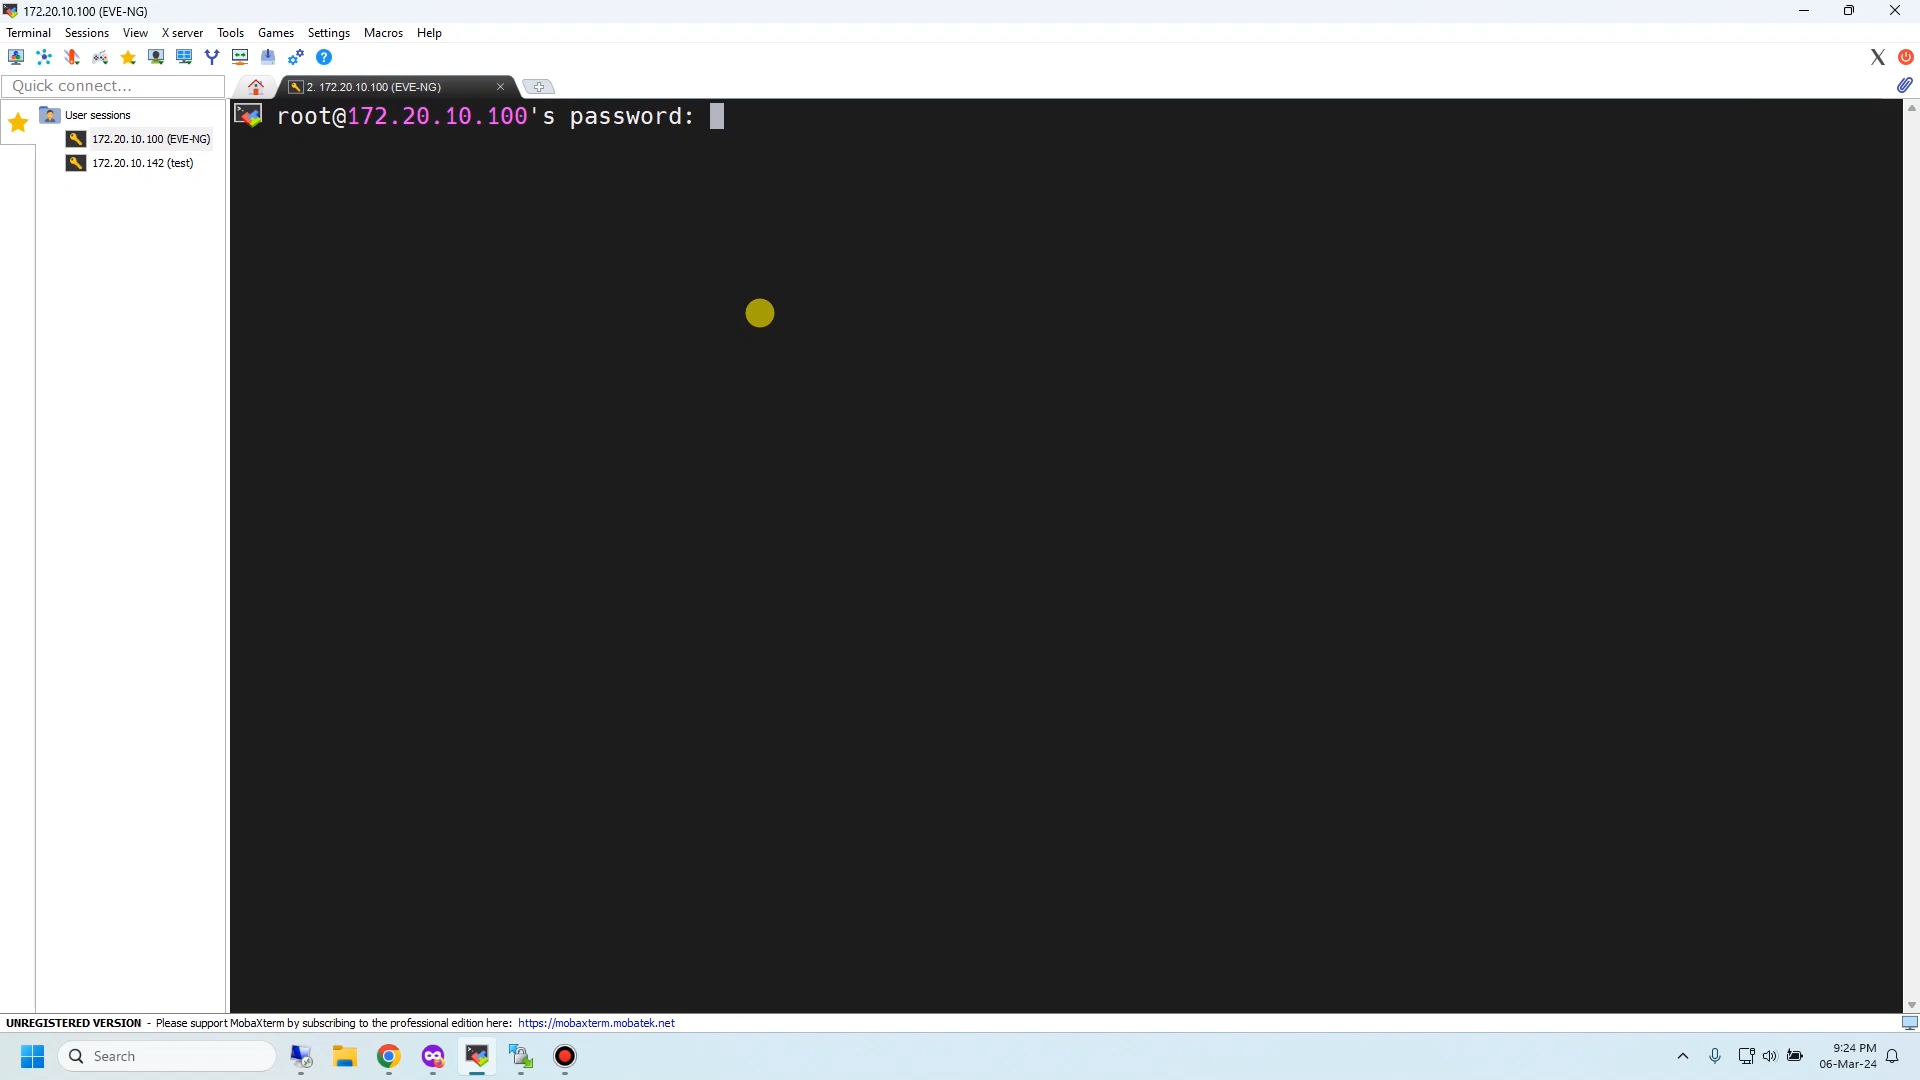 172.20.10.100 (EVE-NG)
Terminal Sessions View X server Tools Games Settings Macros Help
Quick connect...
2. 172.20.10.100 (EVE-NG)
User sessions
172.20.10.100 (EVE-NG)
172.20.10.142 (test)
root@172.20.10.100's password:
UNREGISTERED VERSION - Please support MobaXterm by subscribing to the professional edition here: https://mobaxterm.mobatek.net
Search
9:24 PM
06-Mar-24